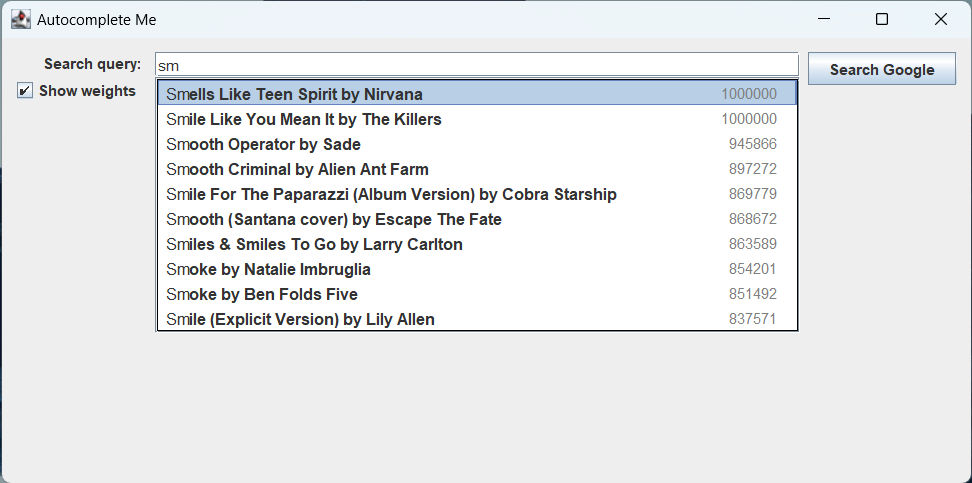 Autocomplete Me
Search query: sm Search Google
Show weights
Smells Like Teen Spirit by Nirvana 1000000
Smile Like You Mean It by The Killers 1000000
Smooth Operator by Sade 945866
Smooth Criminal by Alien Ant Farm 897272
Smile For The Paparazzi (Album Version) by Cobra Starship 869779
Smooth (Santana cover) by Escape The Fate 868672
Smiles & Smiles To Go by Larry Carlton 863589
Smoke by Natalie Imbruglia 854201
Smoke by Ben Folds Five 851492
Smile (Explicit Version) by Lily Allen 837571